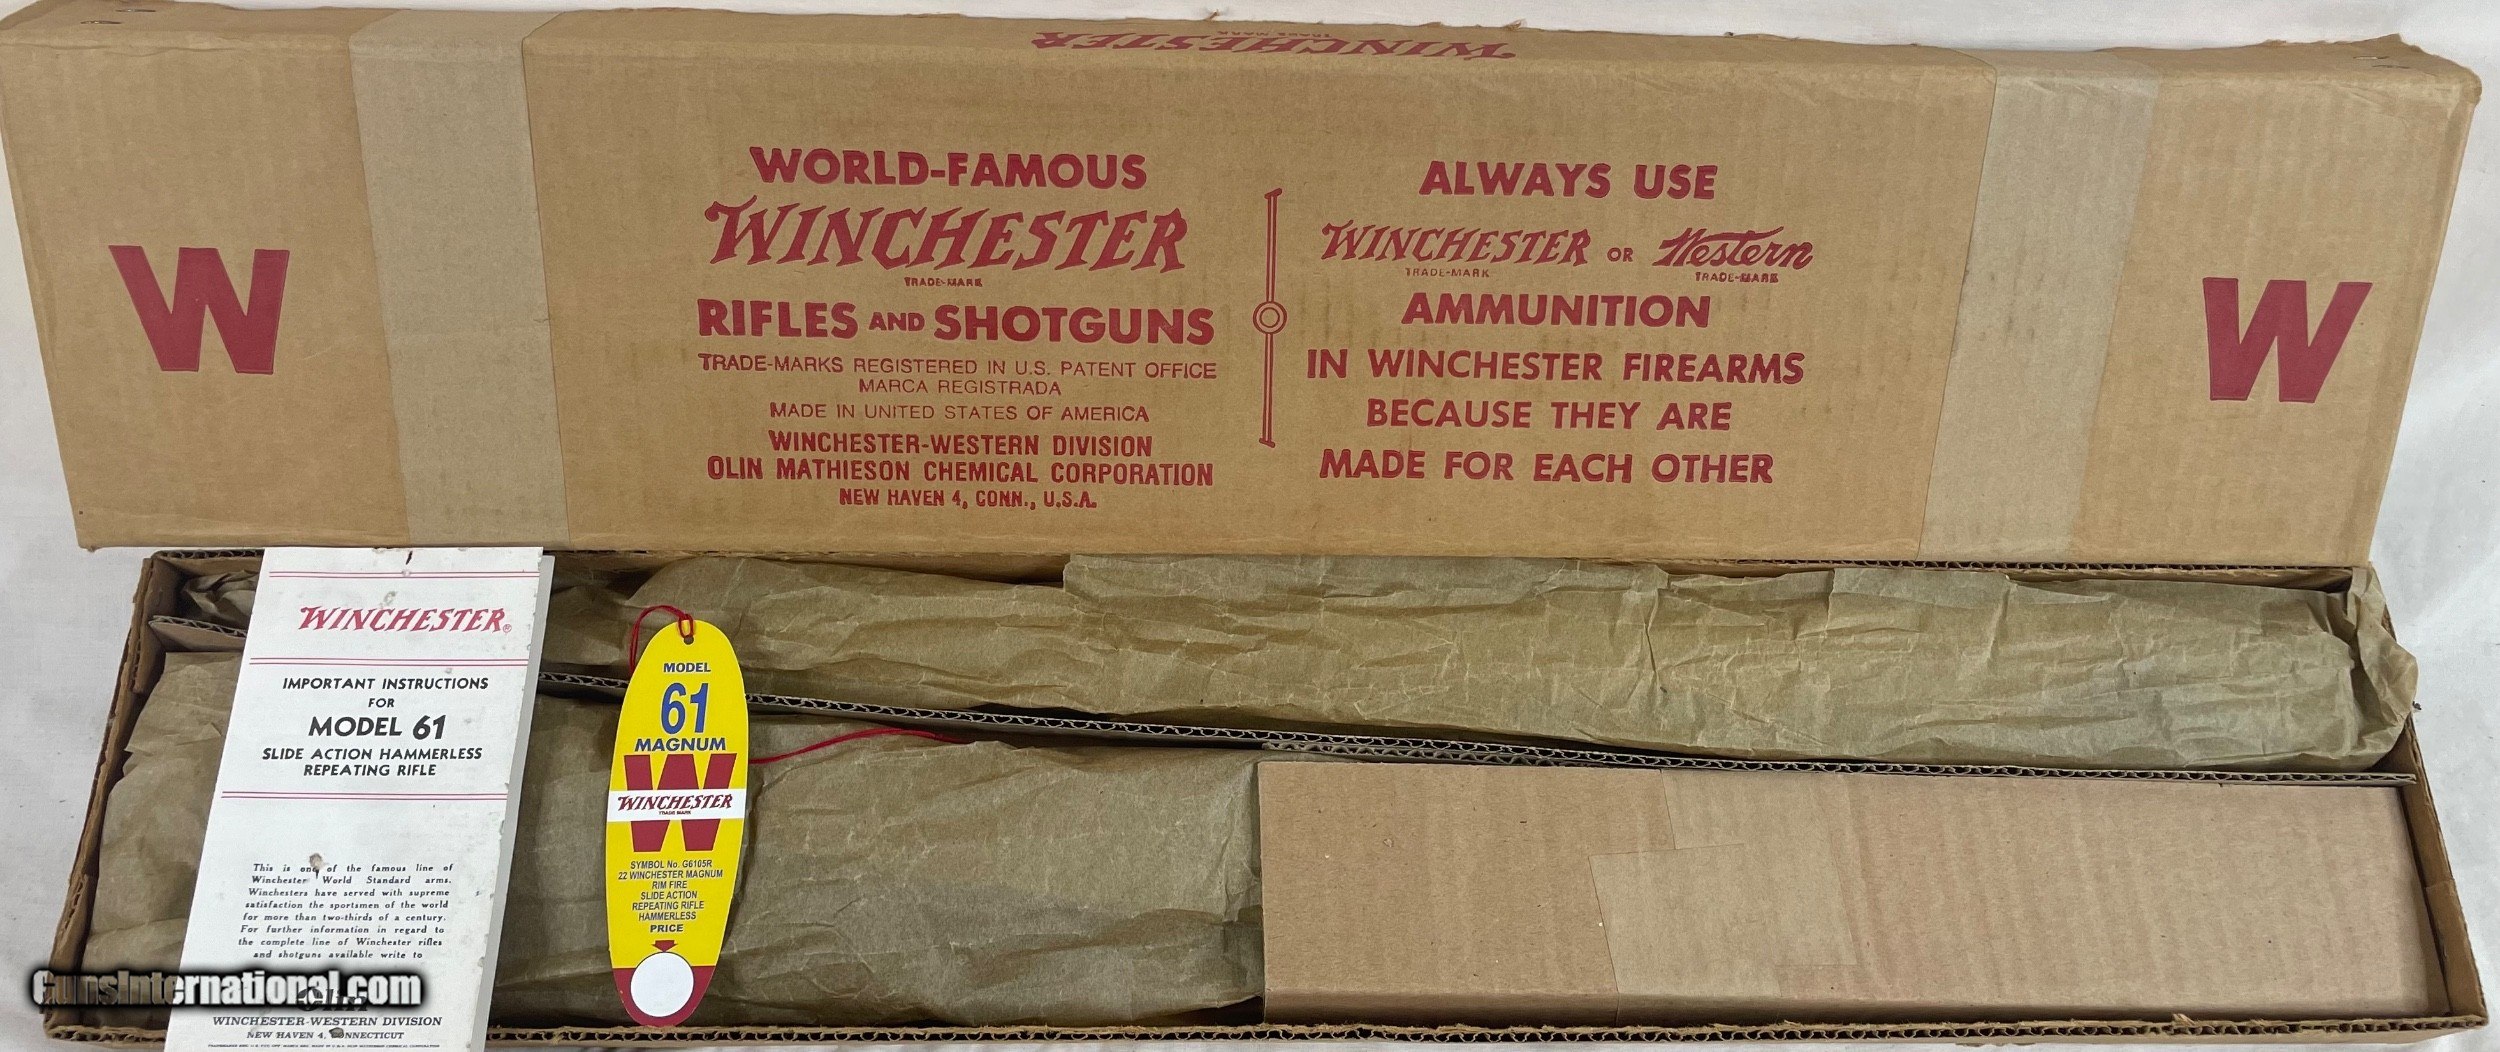 WINCHESTER
TRADE MARK
W
WORLD-FAMOUS
WINCHESTER
TRADE-MARK
RIFLES AND SHOTGUNS
TRADE-MARKS REGISTERED IN U.S. PATENT OFFICE
MARCA REGISTRADA
MADE IN UNITED STATES OF AMERICA
WINCHESTER-WESTERN DIVISION
OLIN MATHIESON CHEMICAL CORPORATION
NEW HAVEN 4, CONN., U.S.A.
ALWAYS USE
WINCHESTER OR Western
TRADE-MARK TRADE-MARK
AMMUNITION
IN WINCHESTER FIREARMS
BECAUSE THEY ARE
MADE FOR EACH OTHER
W
WINCHESTER®
IMPORTANT INSTRUCTIONS
FOR
MODEL 61
SLIDE ACTION HAMMERLESS
REPEATING RIFLE
This is one of the famous line of
Winchester World Standard arms.
Winchesters have served with supreme
satisfaction the sportsmen of the world
for more than two-thirds of a century.
For further information in regard to
the complete line of Winchester rifles
and shotguns available write to
Olin
WINCHESTER-WESTERN DIVISION
NEW HAVEN 4, CONNECTICUT
MODEL
61
MAGNUM
W
WINCHESTER
TRADE MARK
SYMBOL No. G6105R
22 WINCHESTER MAGNUM
RIM FIRE
SLIDE ACTION
REPEATING RIFLE
HAMMERLESS
PRICE
GunsInternational.com